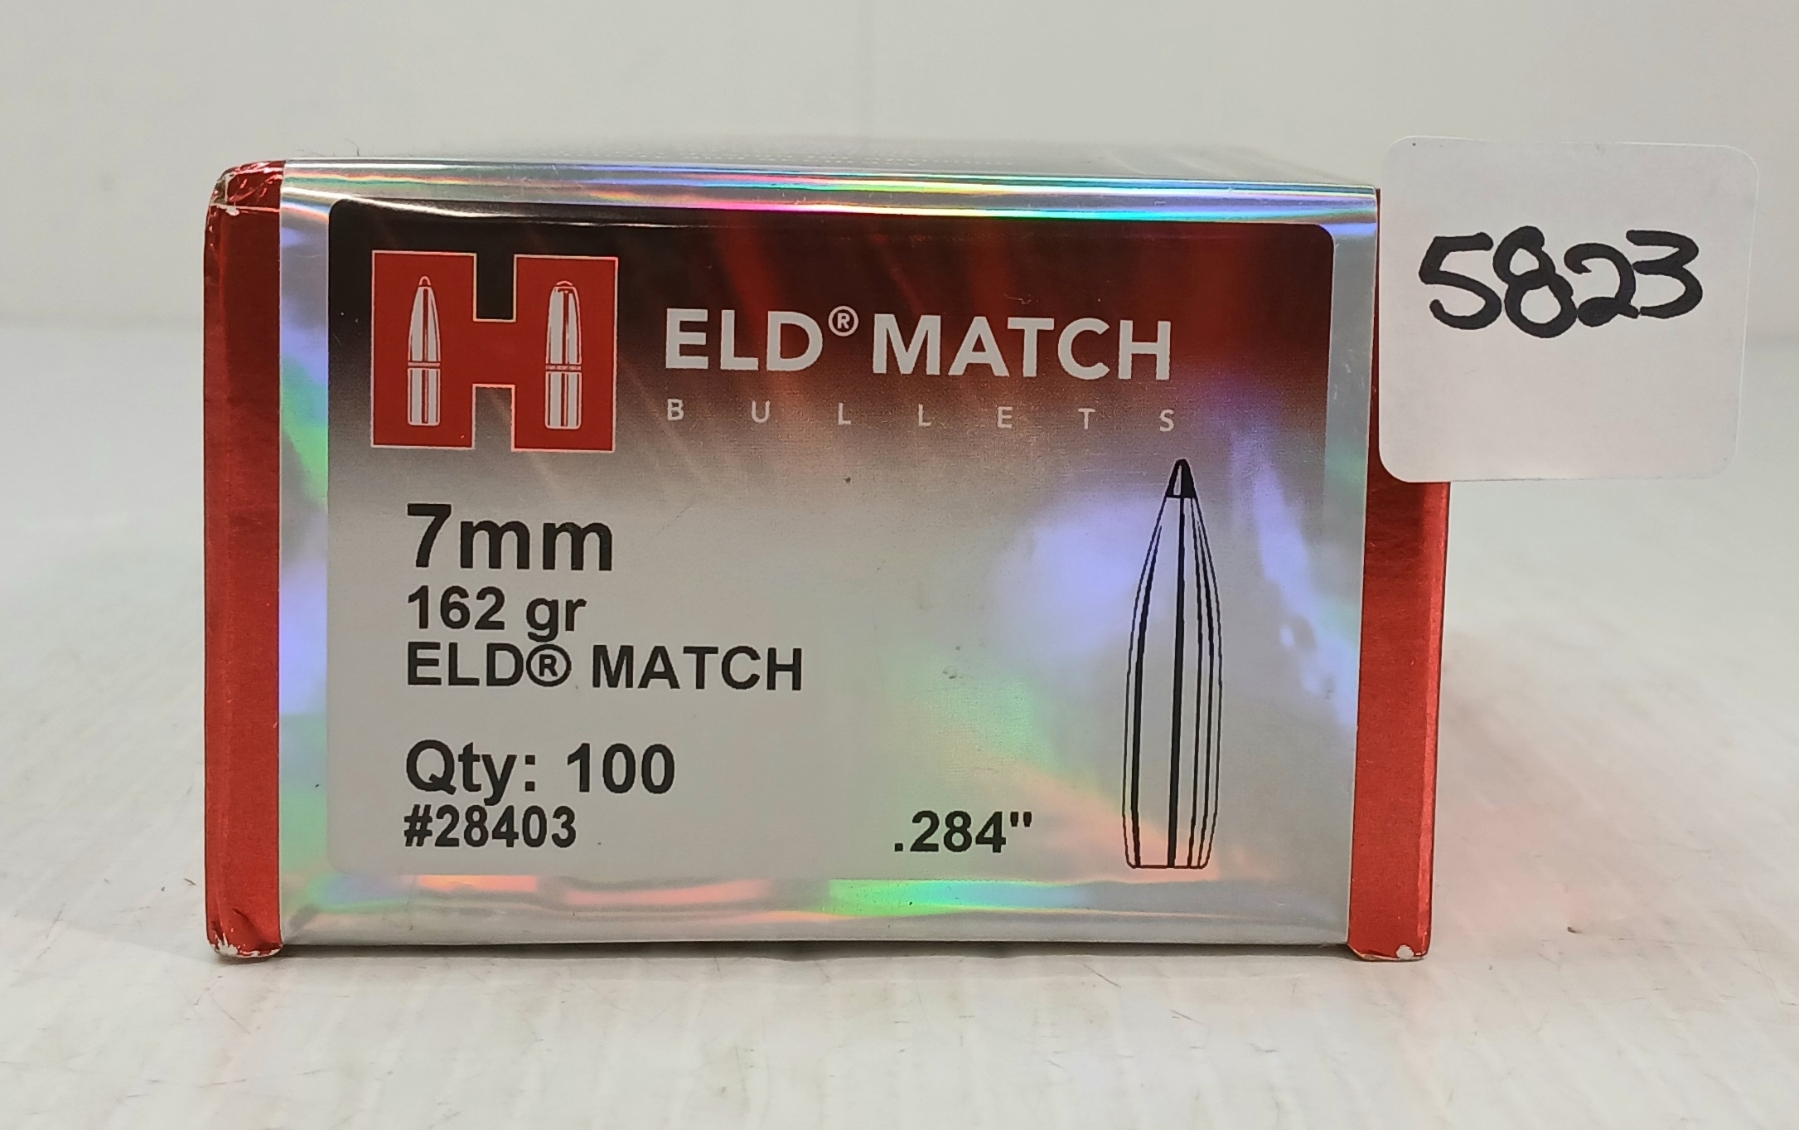 ELD® MATCH
BULLETS
7mm
162 gr
ELD® MATCH
Qty: 100
#28403
.284"
5823